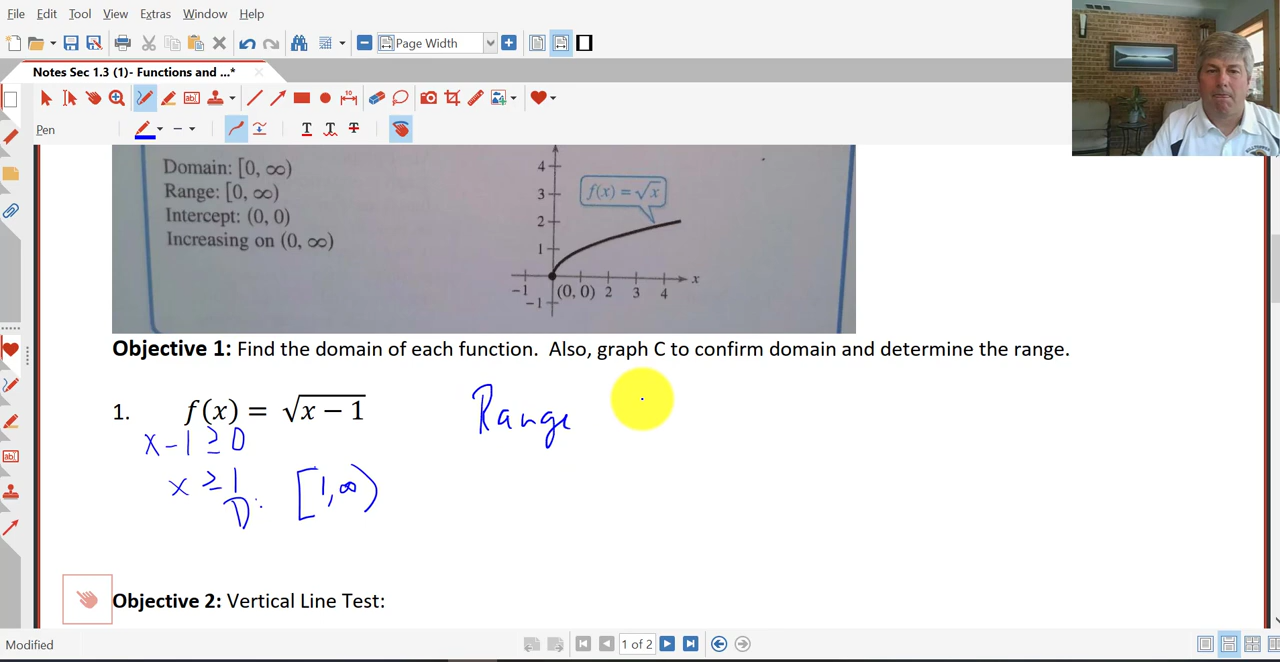 File Edit Tool View Extras Window Help
Page Width
Notes Sec 1.3 (1)- Functions and ...*
Pen
Domain: [0, ∞)
Range: [0, ∞)
Intercept: (0, 0)
Increasing on (0, ∞)
4
3
2
1
f(x) = √x
x
−1 (0, 0) 2 3 4
−1
Objective 1: Find the domain of each function. Also, graph C to confirm domain and determine the range.
1. f(x) = √x − 1
Range
x − 1 ≥ 0
x ≥ 1
D: [1, ∞)
Objective 2: Vertical Line Test:
Modified
1 of 2